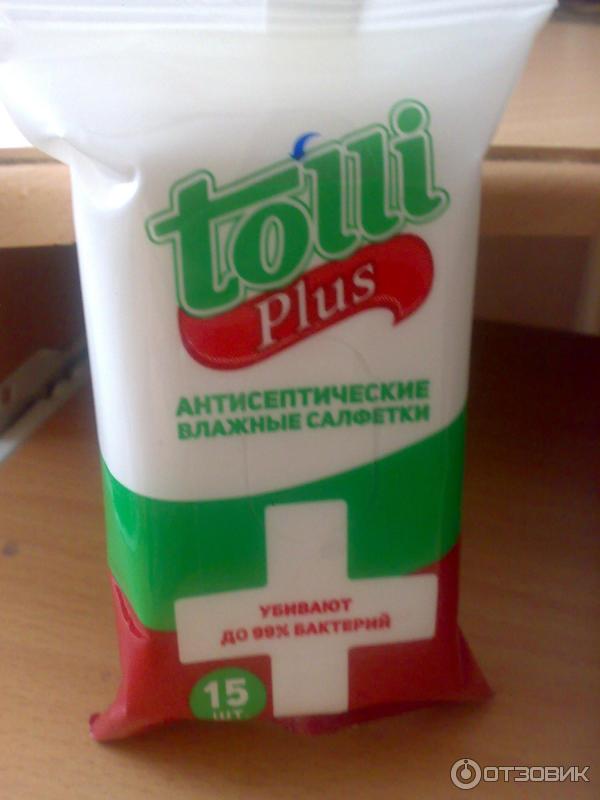 tolli
Plus
АНТИСЕПТИЧЕСКИЕ
ВЛАЖНЫЕ САЛФЕТКИ
УБИВАЮТ
ДО 99% БАКТЕРИЙ
15
ШТ.
ОТЗОВИК